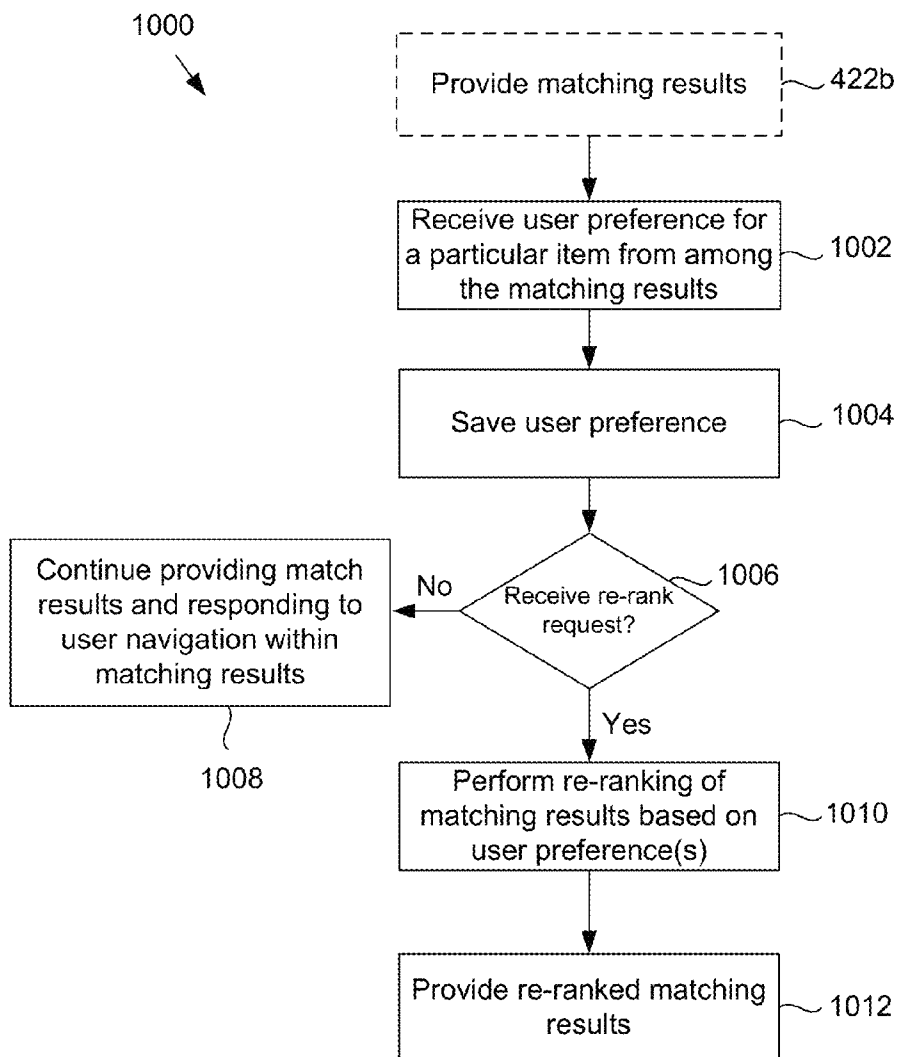 1000
Provide matching results
422b
Receive user preference for
a particular item from among
the matching results
1002
Save user preference
1004
Receive re-rank
request?
1006
No
Continue providing match
results and responding to
user navigation within
matching results
1008
Yes
Perform re-ranking of
matching results based on
user preference(s)
1010
Provide re-ranked matching
results
1012